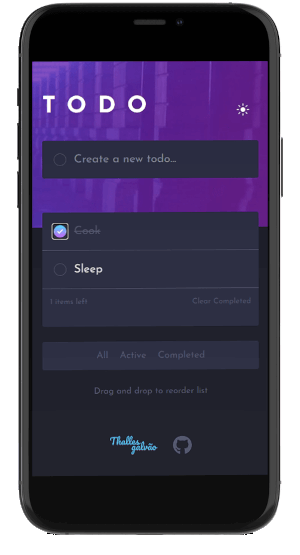 TODO
Create a new todo...
Cook
Sleep
1 items left Clear Completed
All Active Completed
Drag and drop to reorder list
Thalles
galvão